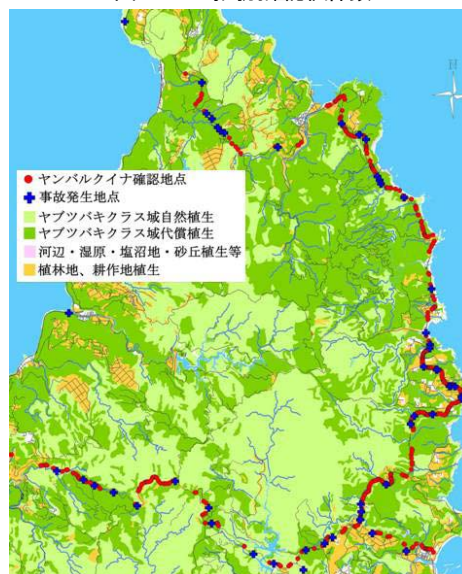 ヤンバルクイナ確認地点
事故発生地点
ヤブツバキクラス域自然植生
ヤブツバキクラス域代償植生
河辺・湿原・塩沼地・砂丘植生等
植林地、耕作地植生